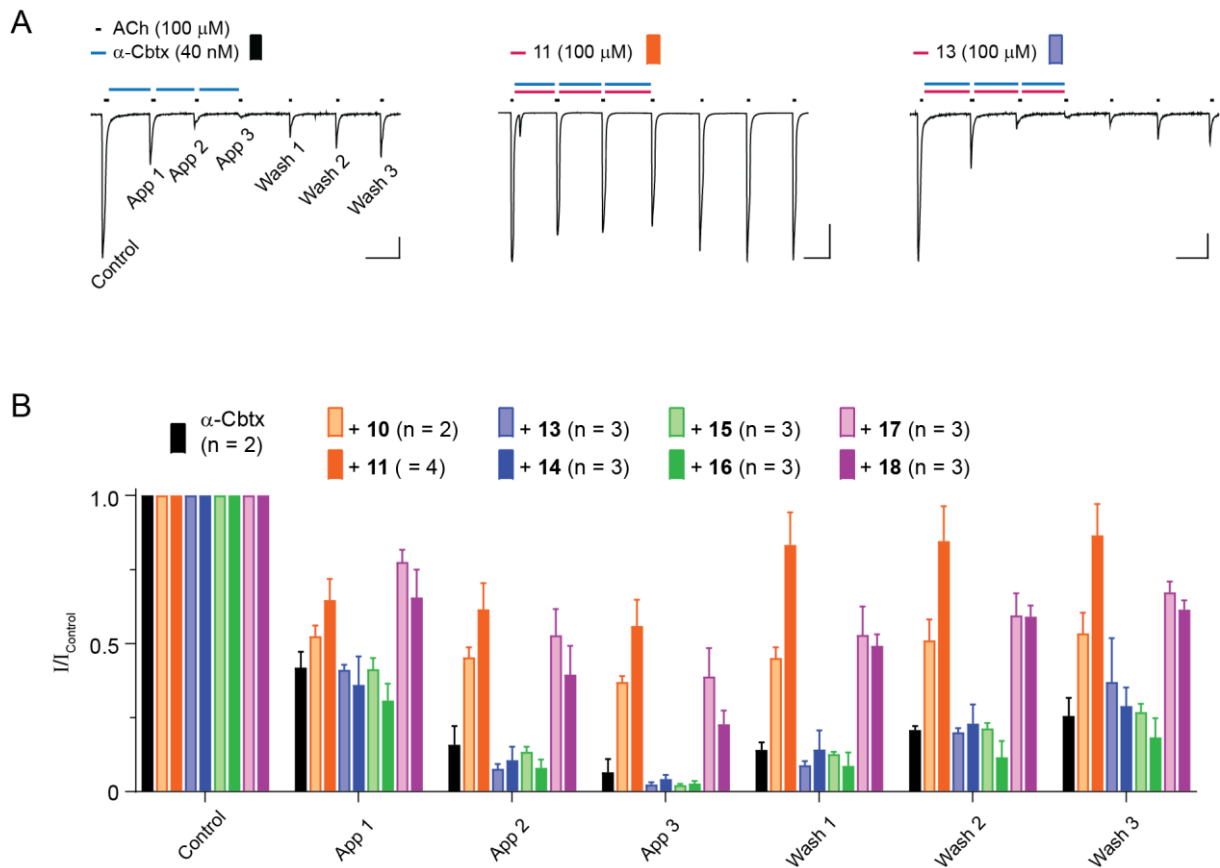 A
ACh (100 μM)
α-Cbtx (40 nM)
11 (100 μM)
13 (100 μM)
Control
App 1
App 2
App 3
Wash 1
Wash 2
Wash 3
B
α-Cbtx
(n = 2)
+ 10 (n = 2)
+ 13 (n = 3)
+ 15 (n = 3)
+ 17 (n = 3)
+ 11 ( = 4)
+ 14 (n = 3)
+ 16 (n = 3)
+ 18 (n = 3)
1.0
0.5
0
I/IControl
Control
App 1
App 2
App 3
Wash 1
Wash 2
Wash 3